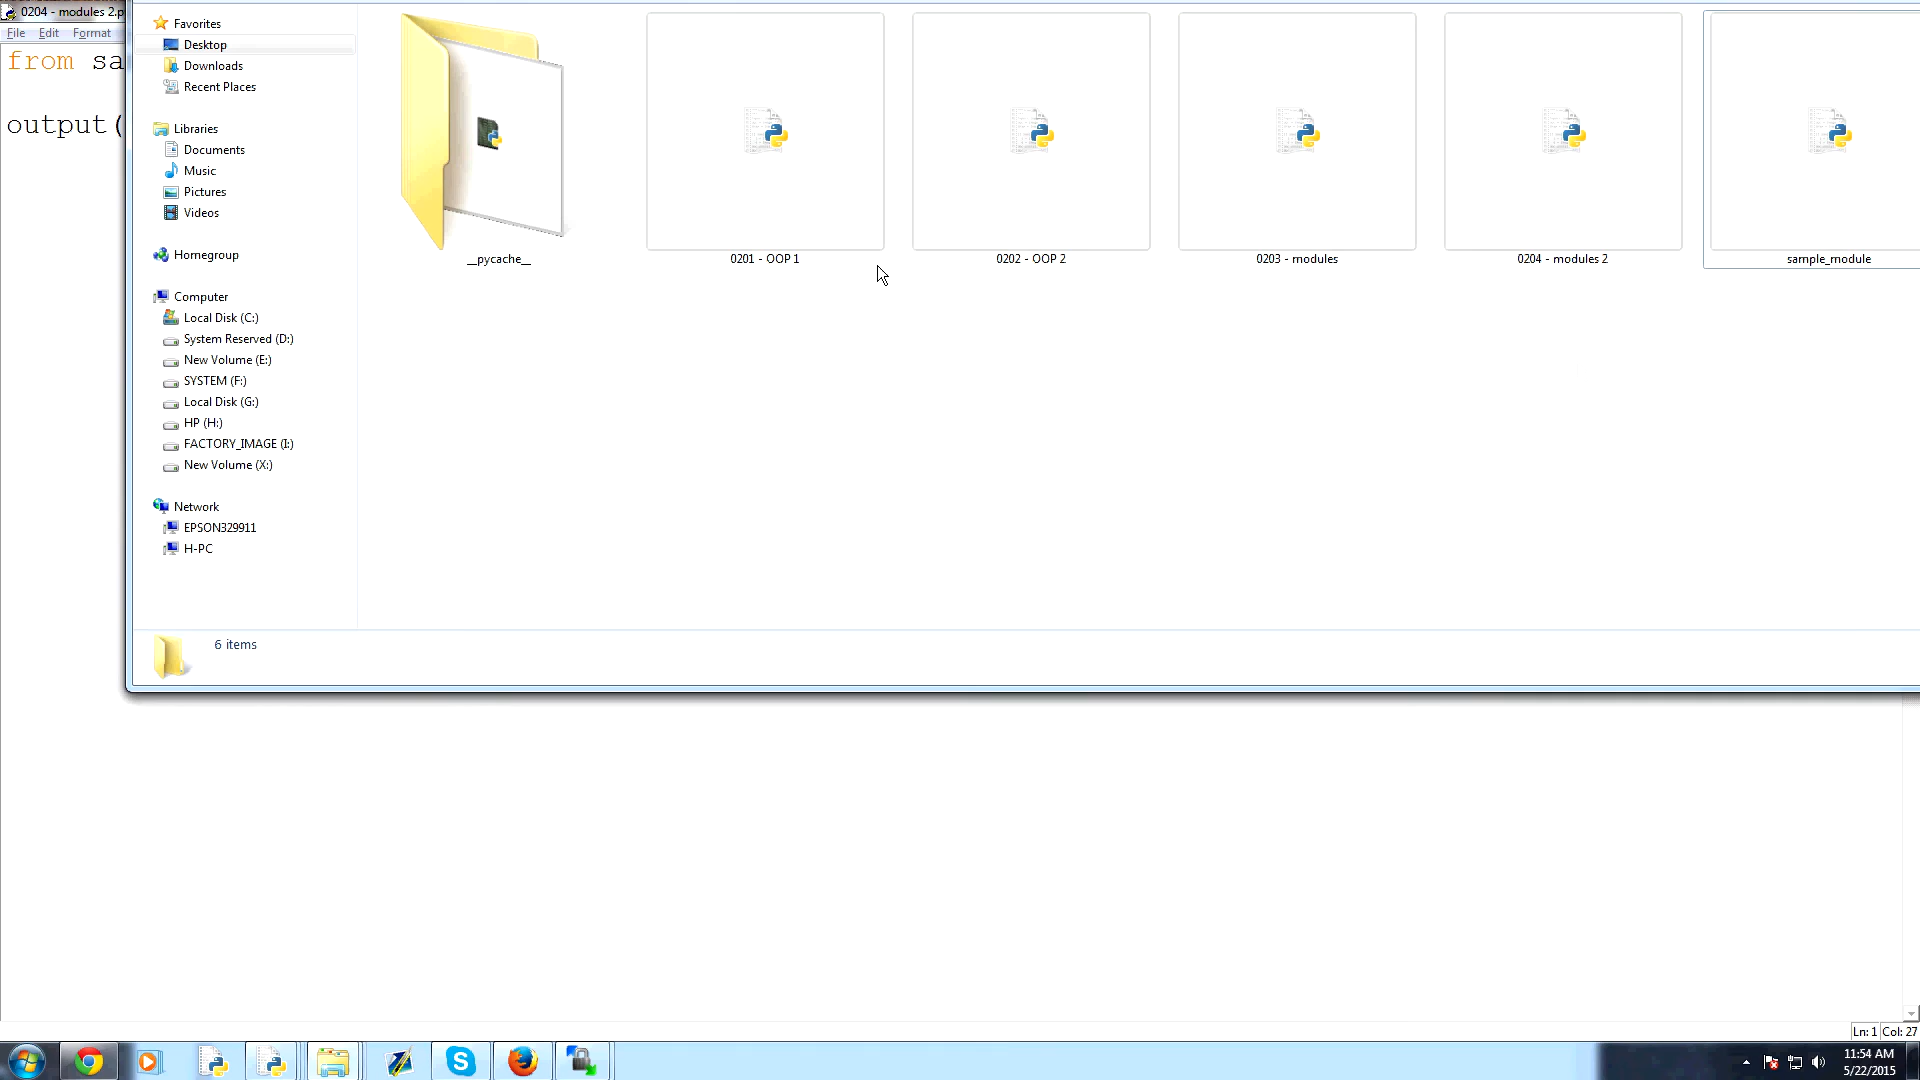 0204 - modules 2.p
File Edit Format
from sa
output(
Favorites
Desktop
Downloads
Recent Places
Libraries
Documents
Music
Pictures
Videos
Homegroup
Computer
Local Disk (C:)
System Reserved (D:)
New Volume (E:)
SYSTEM (F:)
Local Disk (G:)
HP (H:)
FACTORY_IMAGE (I:)
New Volume (X:)
Network
EPSON329911
H-PC
__pycache__
0201 - OOP 1
0202 - OOP 2
0203 - modules
0204 - modules 2
sample_module
6 items
Ln: 1 Col: 27
11:54 AM
5/22/2015